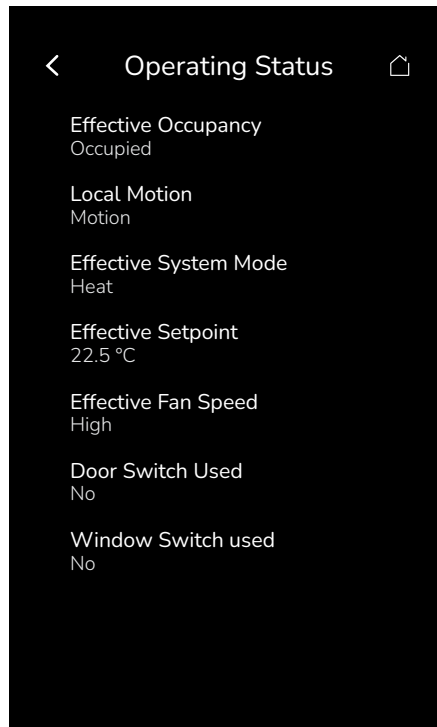 Operating Status
Effective Occupancy
Occupied
Local Motion
Motion
Effective System Mode
Heat
Effective Setpoint
22.5 °C
Effective Fan Speed
High
Door Switch Used
No
Window Switch used
No